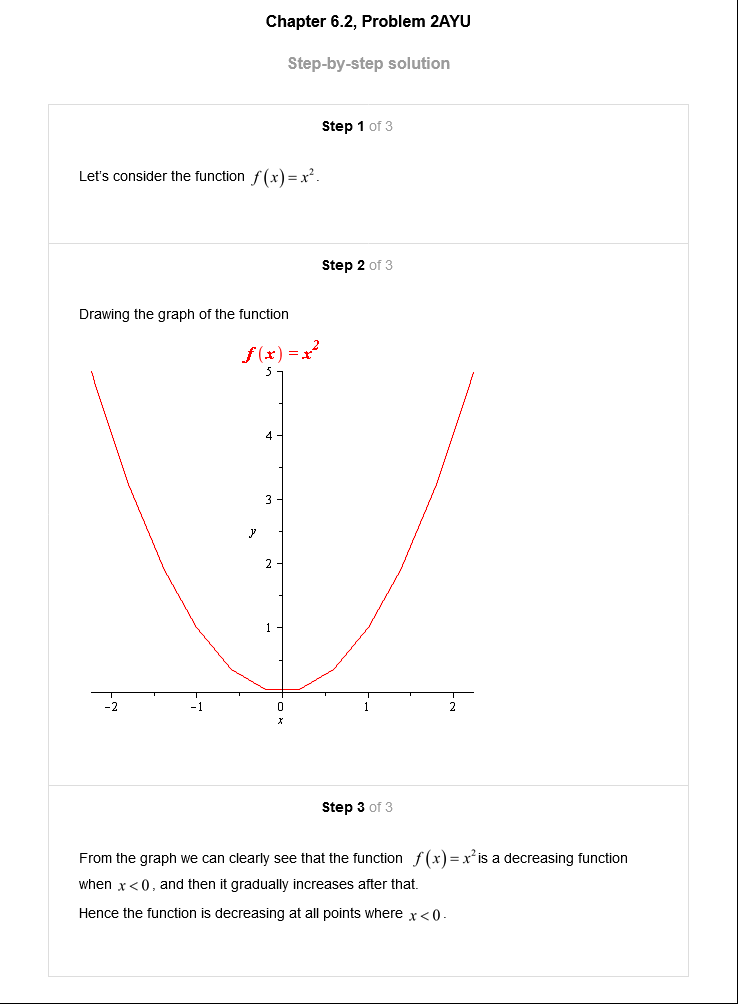 Chapter 6.2, Problem 2AYU
Step-by-step solution
Step 1 of 3
Let's consider the function f(x)=x².
Step 2 of 3
Drawing the graph of the function
f(x)=x²
5
4
3
y
2
1
-2 -1 0 1 2
x
Step 3 of 3
From the graph we can clearly see that the function f(x)=x² is a decreasing function
when x<0, and then it gradually increases after that.
Hence the function is decreasing at all points where x<0.